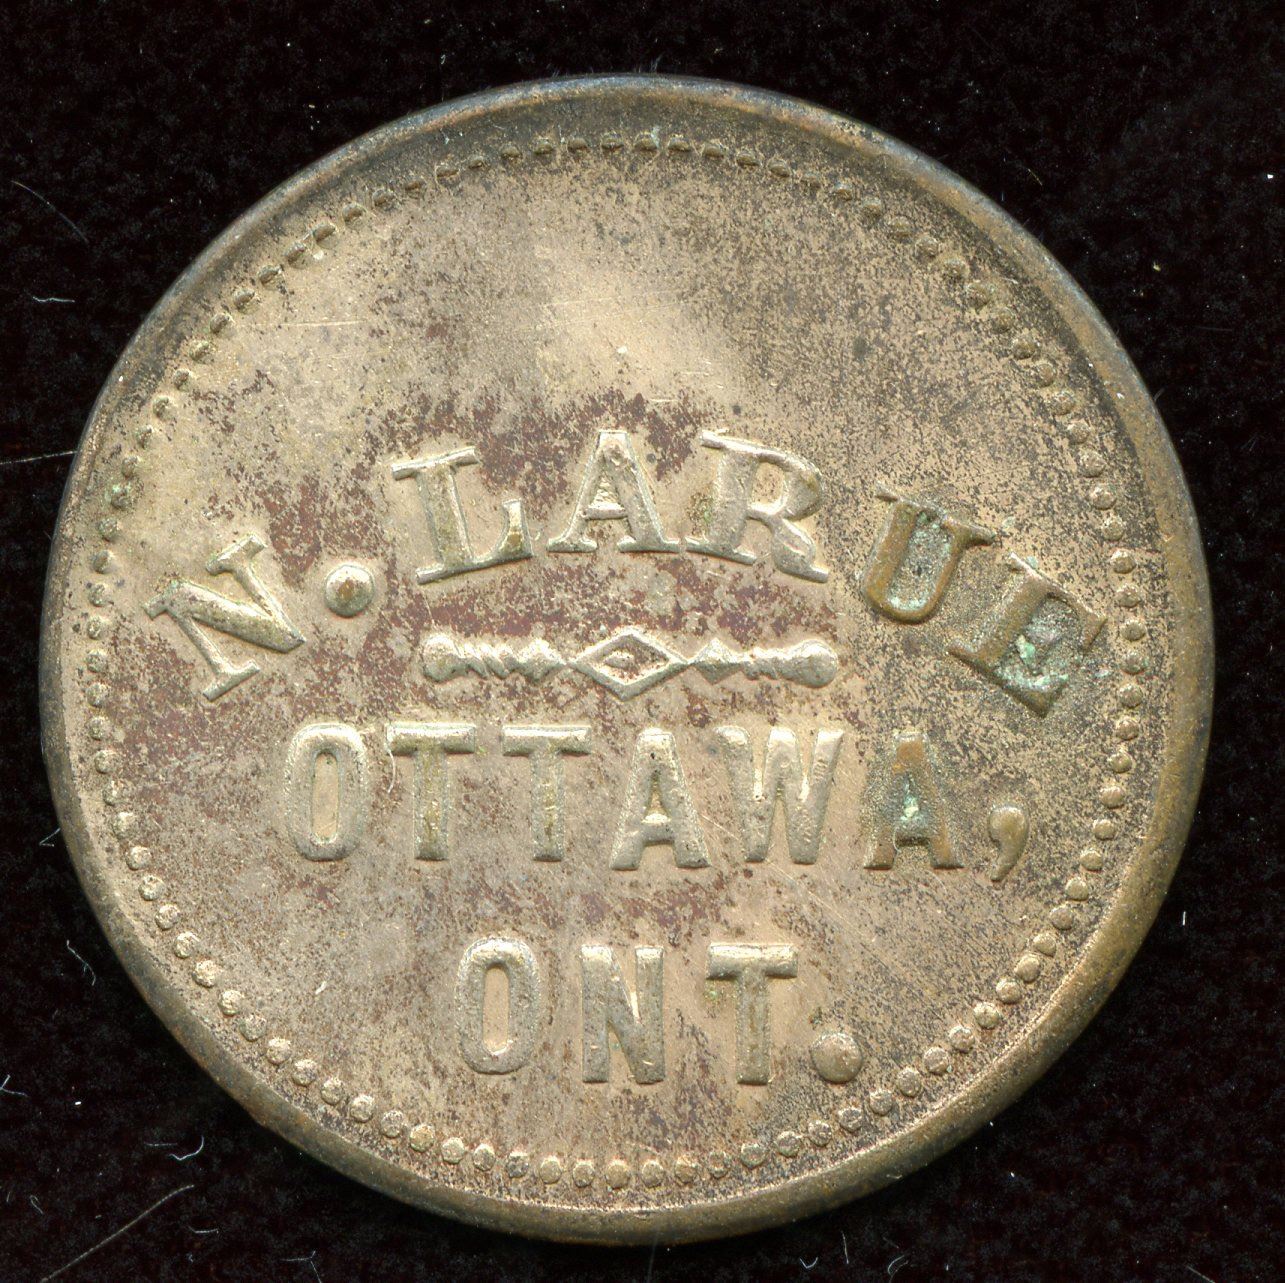 N. LARUE
OTTAWA,
ONT.